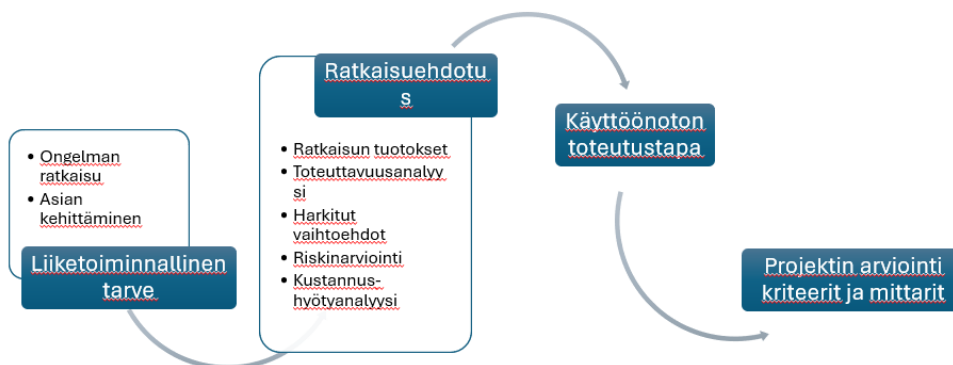 • Ongelman
ratkaisu
• Asian
kehittäminen
Liiketoiminnallinen
tarve
Ratkaisuehdotu
s
• Ratkaisun tuotokset
• Toteuttavuusanalyy
si
• Harkitut
vaihtoehdot
• Riskinarviointi
• Kustannus-
hyötyanalyysi
Käyttöönoton
toteutustapa
Projektin arviointi
kriteerit ja mittarit